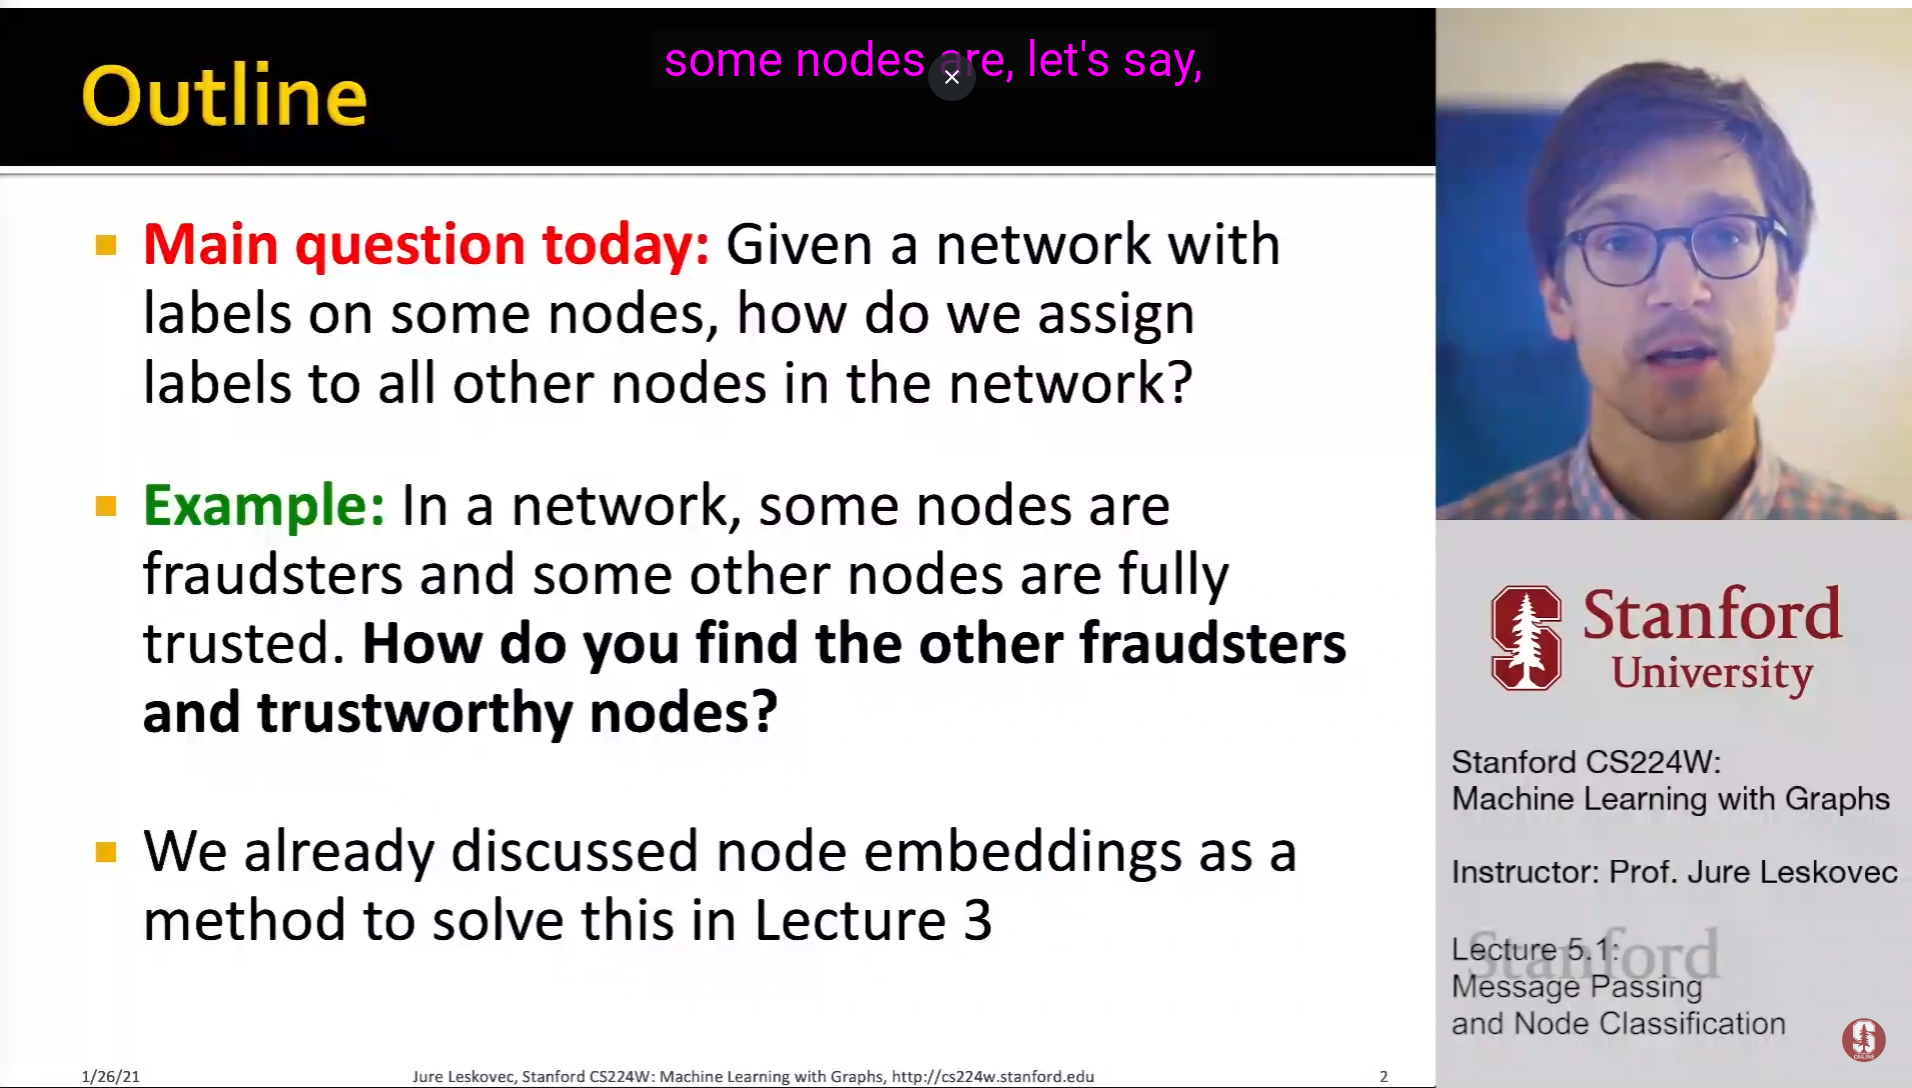 some nodes are, let's say,
Outline
Main question today: Given a network with
labels on some nodes, how do we assign
labels to all other nodes in the network?
Example: In a network, some nodes are
fraudsters and some other nodes are fully
trusted. How do you find the other fraudsters
and trustworthy nodes?
We already discussed node embeddings as a
method to solve this in Lecture 3
1/26/21
Jure Leskovec, Stanford CS224W: Machine Learning with Graphs, http://cs224w.stanford.edu
2
Stanford
University
Stanford CS224W:
Machine Learning with Graphs
Instructor: Prof. Jure Leskovec
Stanford
Lecture 5.1:
Message Passing
and Node Classification
S
ONLINE